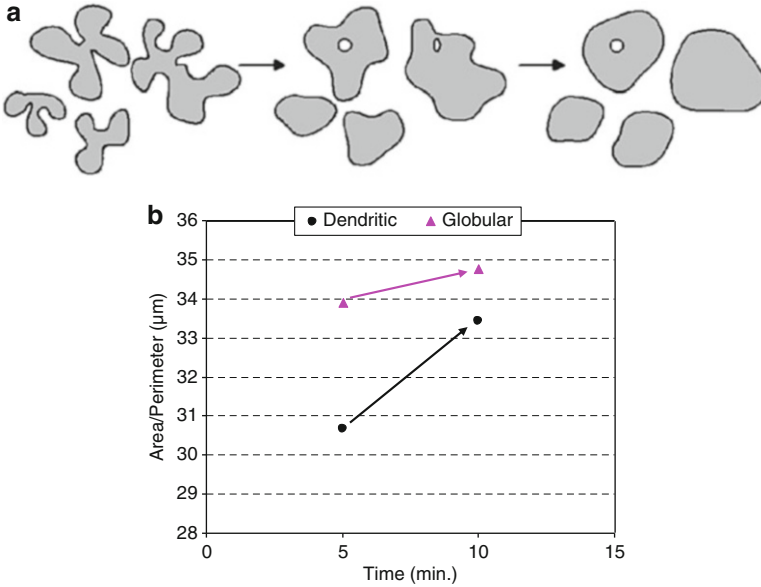 a
b
Dendritic Globular
Area/Perimeter (μm)
36
35
34
33
32
31
30
29
28
0 5 10 15
Time (min.)